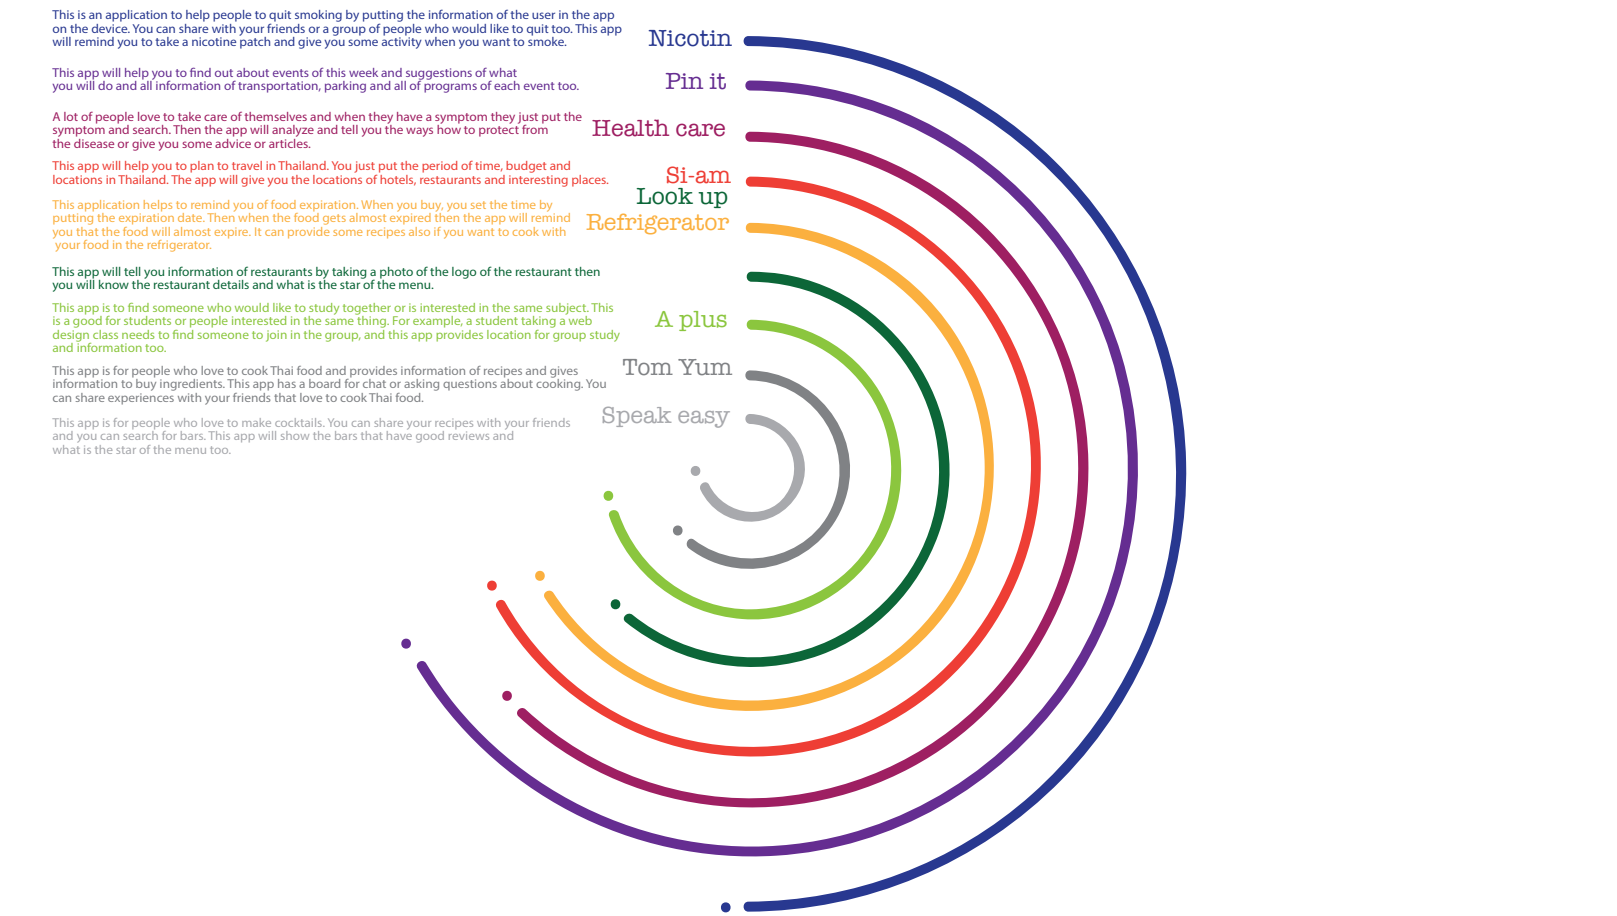 This is an application to help people to quit smoking by putting the information of the user in the app
on the device. You can share with your friends or a group of people who would like to quit too. This app
will remind you to take a nicotine patch and give you some activity when you want to smoke.
Nicotin
This app will help you to find out about events of this week and suggestions of what
you will do and all information of transportation, parking and all of programs of each event too.
Pin it
A lot of people love to take care of themselves and when they have a symptom they just put the
symptom and search. Then the app will analyze and tell you the ways how to protect from
the disease or give you some advice or articles.
Health care
This app will help you to plan to travel in Thailand. You just put the period of time, budget and
locations in Thailand. The app will give you the locations of hotels, restaurants and interesting places.
Si-am
Look up
This application helps to remind you of food expiration. When you buy, you set the time by
putting the expiration date. Then when the food gets almost expired then the app will remind
you that the food will almost expire. It can provide some recipes also if you want to cook with
your food in the refrigerator.
Refrigerator
This app will tell you information of restaurants by taking a photo of the logo of the restaurant then
you will know the restaurant details and what is the star of the menu.
This app is to find someone who would like to study together or is interested in the same subject. This
is a good for students or people interested in the same thing. For example, a student taking a web
design class needs to find someone to join in the group, and this app provides location for group study
and information too.
A plus
This app is for people who love to cook Thai food and provides information of recipes and gives
information to buy ingredients. This app has a board for chat or asking questions about cooking. You
can share experiences with your friends that love to cook Thai food.
Tom Yum
This app is for people who love to make cocktails. You can share your recipes with your friends
and you can search for bars. This app will show the bars that have good reviews and
what is the star of the menu too.
Speak easy